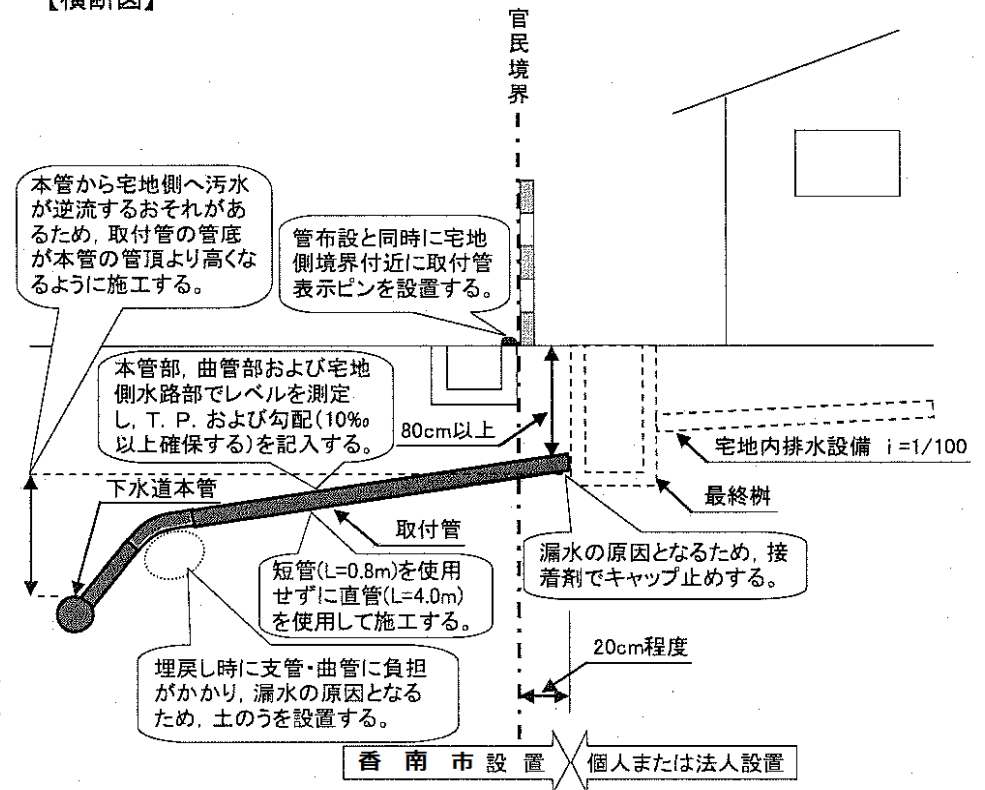 【横断図】
官民境界
本管から宅地側へ汚水
が逆流するおそれがあ
るため，取付管の管底
が本管の管頂より高くな
るように施工する。
管布設と同時に宅地
側境界付近に取付管
表示ピンを設置する。
本管部，曲管部および宅地
側水路部でレベルを測定
し，T．P．および勾配(10‰
以上確保する)を記入する。
80cm以上
宅地内排水設備 i=1/100
最終桝
下水道本管
取付管
漏水の原因となるため，接
着剤でキャップ止めする。
短管(L=0.8m)を使用
せずに直管(L=4.0m)
を使用して施工する。
20cm程度
埋戻し時に支管・曲管に負担
がかかり，漏水の原因となる
ため，土のうを設置する。
香南市設置
個人または法人設置